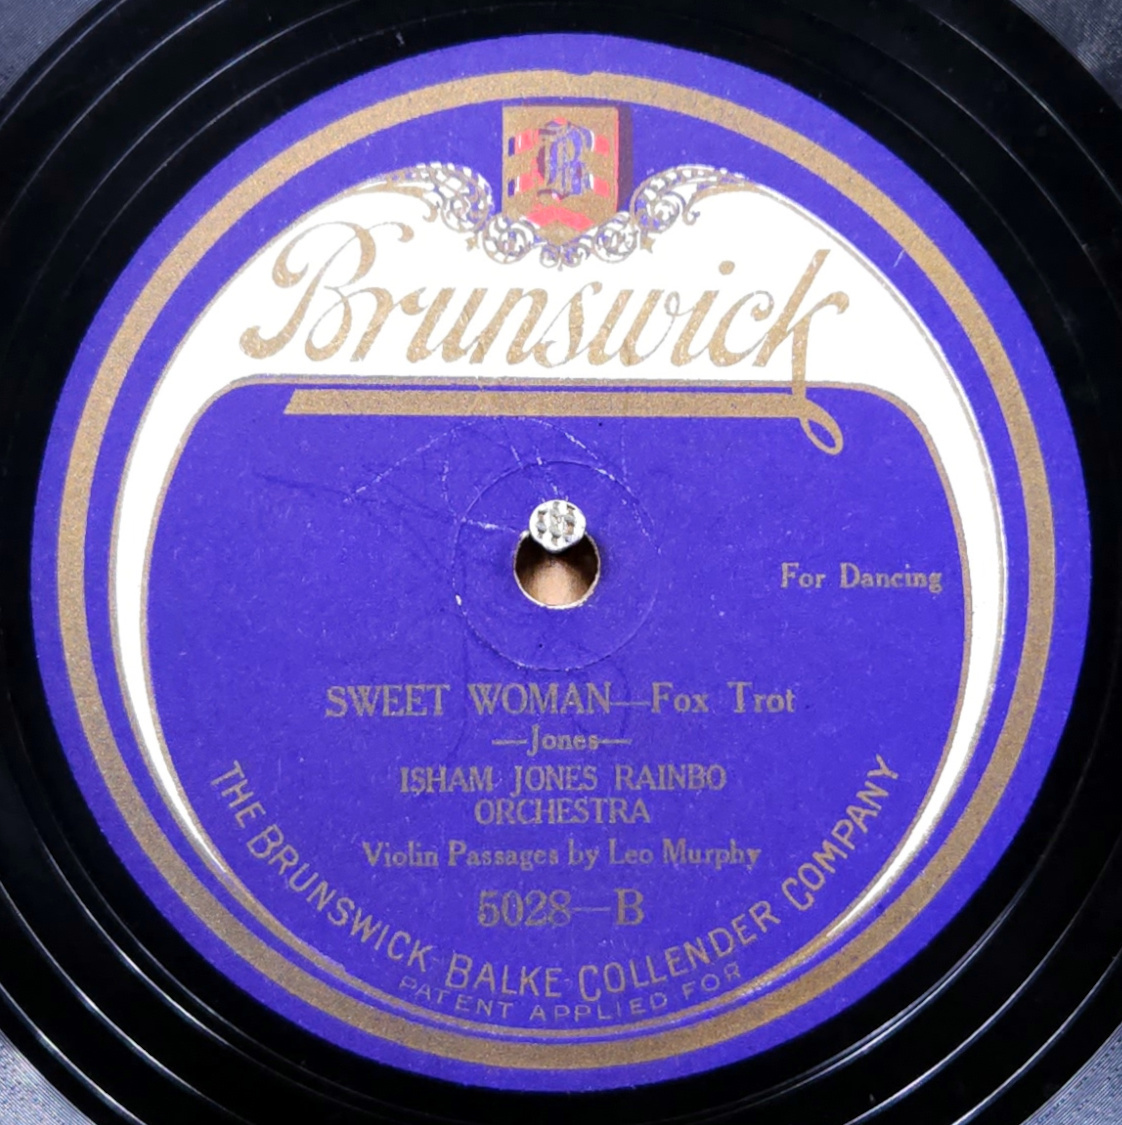 B
Brunswick
For Dancing
SWEET WOMAN—Fox Trot
—Jones—
ISHAM JONES RAINBO
ORCHESTRA
Violin Passages by Leo Murphy
5028—B
THE BRUNSWICK-BALKE-COLLENDER COMPANY
PATENT APPLIED FOR